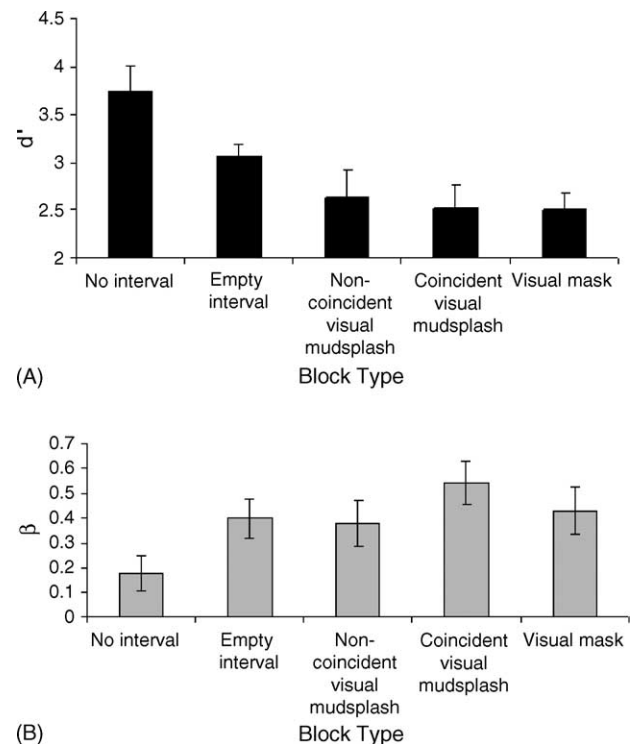 4.5
4
3.5
3
2.5
2
d'
No interval
Empty
interval
Non-
coincident
visual
mudsplash
Coincident
visual
mudsplash
Visual mask
(A)
Block Type
0.7
0.6
0.5
0.4
0.3
0.2
0.1
0
β
No interval
Empty
interval
Non-
coincident
visual
mudsplash
Coincident
visual
mudsplash
Visual mask
(B)
Block Type